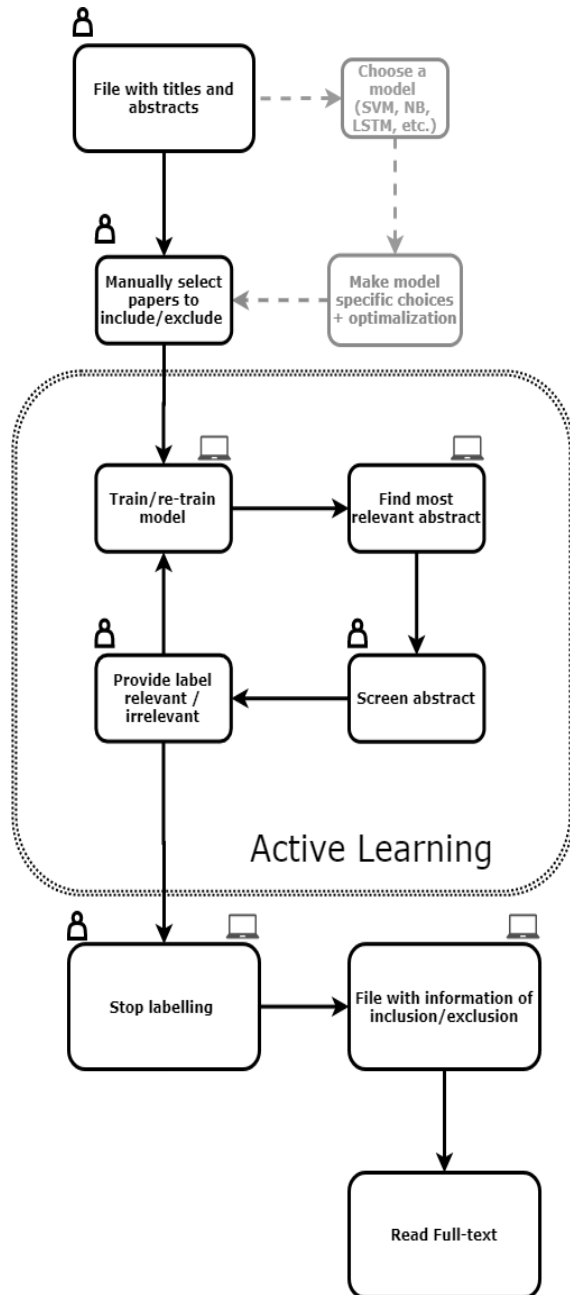 File with titles and
abstracts
Choose a
model
(SVM, NB,
LSTM, etc.)
Manually select
papers to
include/exclude
Make model
specific choices
+ optimalization
Train/re-train
model
Find most
relevant abstract
Provide label
relevant /
irrelevant
Screen abstract
Active Learning
Stop labelling
File with information of
inclusion/exclusion
Read Full-text